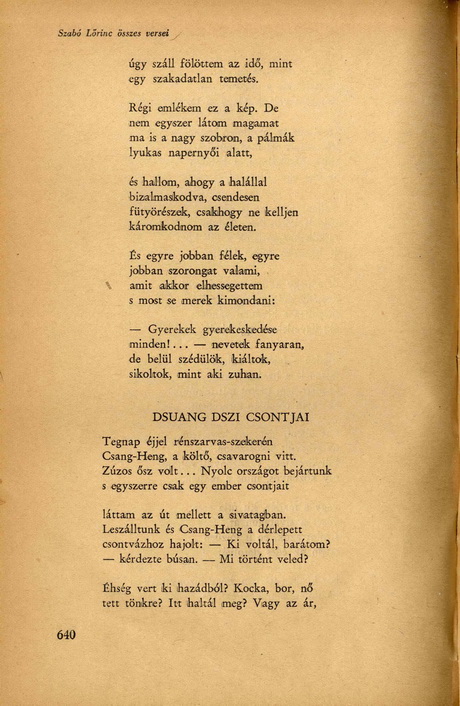 Szabó Lőrinc összes versei
úgy száll fölöttem az idő, mint
egy szakadatlan temetés.
Régi emlékem ez a kép. De
nem egyszer látom magamat
ma is a nagy szobron, a pálmák
lyukas napernyői alatt,
és hallom, ahogy a halállal
bizalmaskodva, csendesen
fütyörészek, csakhogy ne kelljen
káromkodnom az életen.
És egyre jobban félek, egyre
jobban szorongat valami,
amit akkor elhessegettem
s most se merek kimondani:
— Gyerekek gyerekeskedése
minden!... — nevetek fanyaran,
de belül szédülök, kiáltok,
sikoltok, mint aki zuhan.
DSUANG DSZI CSONTJAI
Tegnap éjjel rénszarvas-szekerén
Csang-Heng, a költő, csavarogni vitt.
Zúzos ősz volt... Nyolc országot bejártunk
s egyszerre csak egy ember csontjait
láttam az út mellett a sivatagban.
Leszálltunk és Csang-Heng a dérlepett
csontvázhoz hajolt: — Ki voltál, barátom?
— kérdezte búsan. — Mi történt veled?
Éhség vert ki hazádból? Kocka, bor, nő
tett tönkre? Itt haltál meg? Vagy az ár,
640